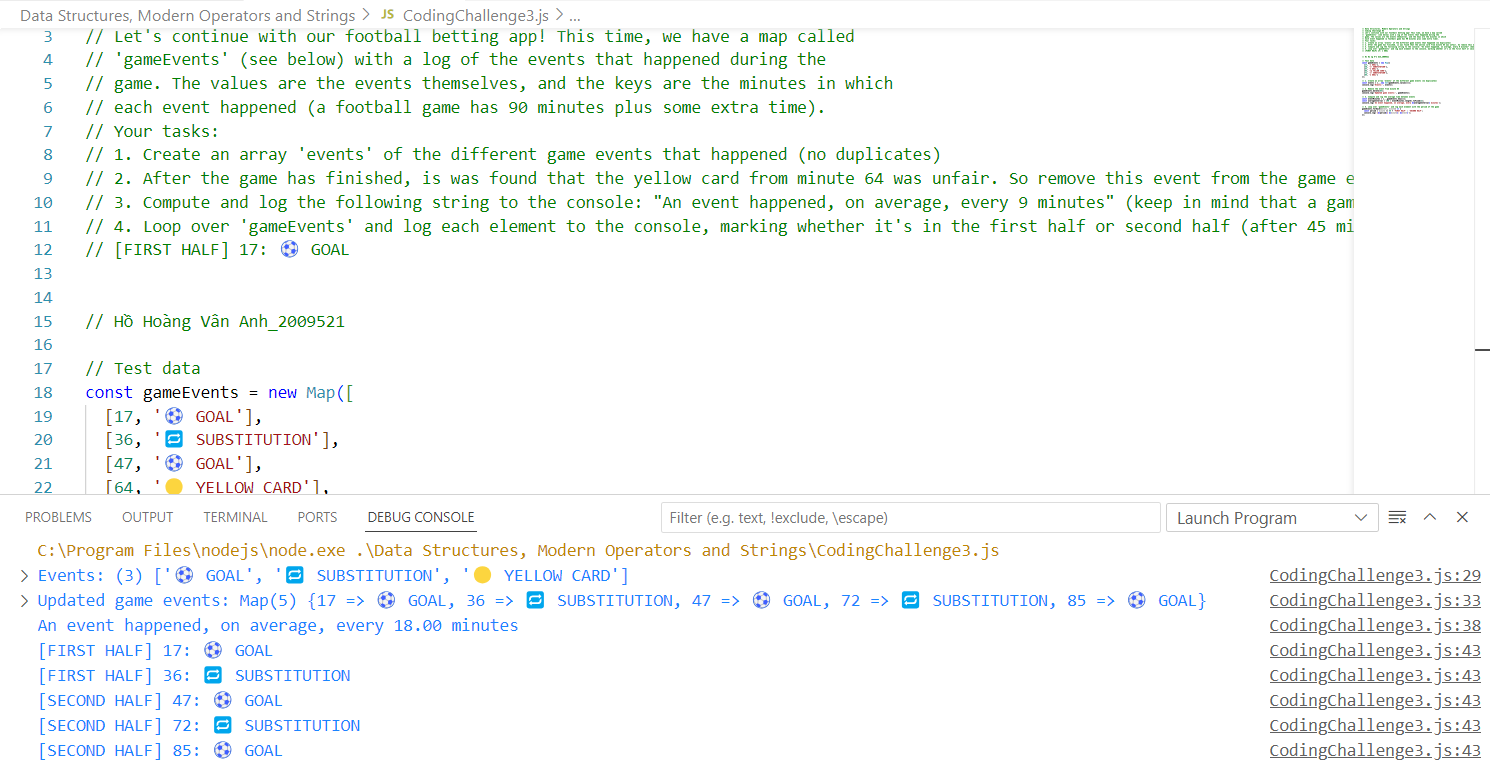 Data Structures, Modern Operators and Strings > JS CodingChallenge3.js > ...
3 // Let's continue with our football betting app! This time, we have a map called
4 // 'gameEvents' (see below) with a log of the events that happened during the
5 // game. The values are the events themselves, and the keys are the minutes in which
6 // each event happened (a football game has 90 minutes plus some extra time).
7 // Your tasks:
8 // 1. Create an array 'events' of the different game events that happened (no duplicates)
9 // 2. After the game has finished, is was found that the yellow card from minute 64 was unfair. So remove this event from the game e
10 // 3. Compute and log the following string to the console: "An event happened, on average, every 9 minutes" (keep in mind that a gam
11 // 4. Loop over 'gameEvents' and log each element to the console, marking whether it's in the first half or second half (after 45 mi
12 // [FIRST HALF] 17: ⚽ GOAL
13
14
15 // Hồ Hoàng Vân Anh_2009521
16
17 // Test data
18 const gameEvents = new Map([
19 [17, '⚽ GOAL'],
20 [36, '🔁 SUBSTITUTION'],
21 [47, '⚽ GOAL'],
22 [64, '🟡 YELLOW CARD'],
PROBLEMS OUTPUT TERMINAL PORTS DEBUG CONSOLE Filter (e.g. text, !exclude, \escape) Launch Program
C:\Program Files\nodejs\node.exe .\Data Structures, Modern Operators and Strings\CodingChallenge3.js
> Events: (3) ['⚽ GOAL', '🔁 SUBSTITUTION', '🟡 YELLOW CARD'] CodingChallenge3.js:29
> Updated game events: Map(5) {17 => ⚽ GOAL, 36 => 🔁 SUBSTITUTION, 47 => ⚽ GOAL, 72 => 🔁 SUBSTITUTION, 85 => ⚽ GOAL} CodingChallenge3.js:33
An event happened, on average, every 18.00 minutes CodingChallenge3.js:38
[FIRST HALF] 17: ⚽ GOAL CodingChallenge3.js:43
[FIRST HALF] 36: 🔁 SUBSTITUTION CodingChallenge3.js:43
[SECOND HALF] 47: ⚽ GOAL CodingChallenge3.js:43
[SECOND HALF] 72: 🔁 SUBSTITUTION CodingChallenge3.js:43
[SECOND HALF] 85: ⚽ GOAL CodingChallenge3.js:43